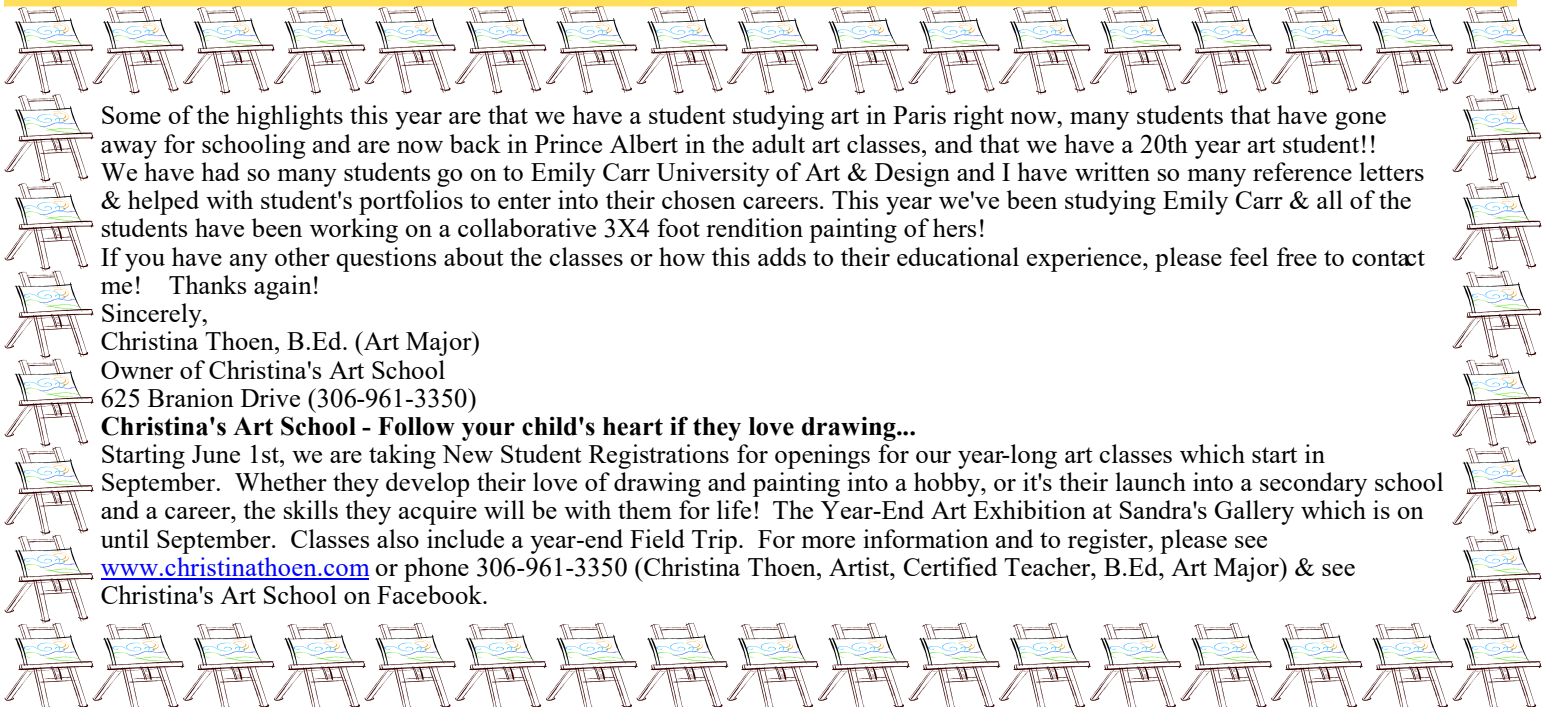 Some of the highlights this year are that we have a student studying art in Paris right now, many students that have gone
away for schooling and are now back in Prince Albert in the adult art classes, and that we have a 20th year art student!!
We have had so many students go on to Emily Carr University of Art & Design and I have written so many reference letters
& helped with student's portfolios to enter into their chosen careers. This year we've been studying Emily Carr & all of the
students have been working on a collaborative 3X4 foot rendition painting of hers!
If you have any other questions about the classes or how this adds to their educational experience, please feel free to contact
me!    Thanks again!
Sincerely,
Christina Thoen, B.Ed. (Art Major)
Owner of Christina's Art School
625 Branion Drive (306-961-3350)
Christina's Art School - Follow your child's heart if they love drawing...
Starting June 1st, we are taking New Student Registrations for openings for our year-long art classes which start in
September.  Whether they develop their love of drawing and painting into a hobby, or it's their launch into a secondary school
and a career, the skills they acquire will be with them for life!  The Year-End Art Exhibition at Sandra's Gallery which is on
until September.  Classes also include a year-end Field Trip.  For more information and to register, please see
www.christinathoen.com or phone 306-961-3350 (Christina Thoen, Artist, Certified Teacher, B.Ed, Art Major) & see
Christina's Art School on Facebook.